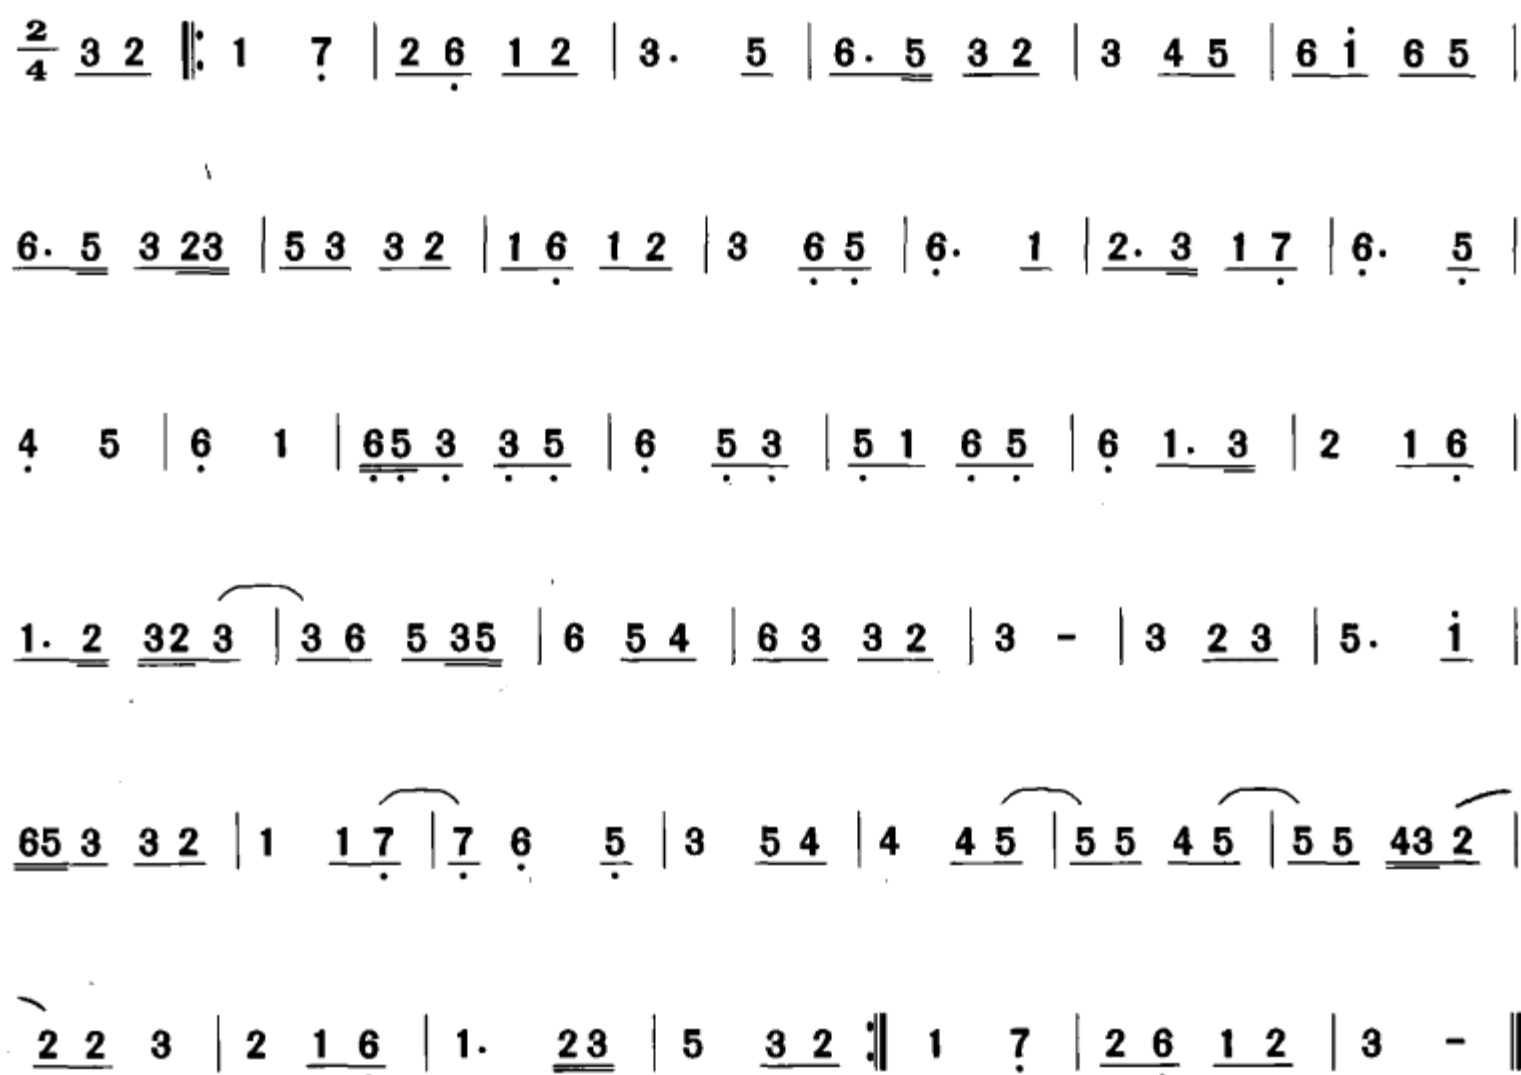 2/4 3 2 ‖: 1 7̣ | 2 6̣ 1 2 | 3. 5 | 6. 5 3 2 | 3 4 5 | 6 1̇ 6 5 |
6. 5 3 23 | 5 3 3 2 | 1 6̣ 1 2 | 3 6̣ 5̣ | 6̣. 1 | 2. 3 1 7̣ | 6̣. 5̣ |
4̣ 5 | 6̣ 1 | 6̣5̣ 3̣ 3̣ 5̣ | 6̣ 5̣ 3̣ | 5̣ 1 6̣ 5̣ | 6̣ 1. 3 | 2 1 6̣ |
1. 2 32 3 | 3 6 5 35 | 6 5 4 | 6 3 3 2 | 3 - | 3 2 3 | 5. 1̇ |
65 3 3 2 | 1 1 7̣ | 7̣ 6̣ 5̣ | 3 5 4 | 4 4 5 | 5 5 4 5 | 5 5 43 2 |
2 2 3 | 2 1 6̣ | 1. 23 | 5 3 2 :‖ 1 7̣ | 2 6̣ 1 2 | 3 - ‖